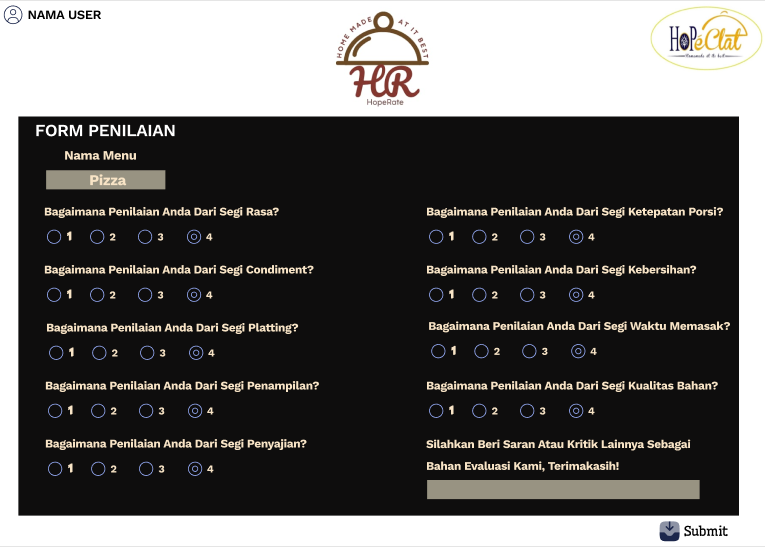 NAMA USER
HOME MADE AT IT BEST
HR
HopeRate
HoPéClat
FORM PENILAIAN
Nama Menu
Pizza
Bagaimana Penilaian Anda Dari Segi Rasa?
1 2 3 4
Bagaimana Penilaian Anda Dari Segi Condiment?
1 2 3 4
Bagaimana Penilaian Anda Dari Segi Platting?
1 2 3 4
Bagaimana Penilaian Anda Dari Segi Penampilan?
1 2 3 4
Bagaimana Penilaian Anda Dari Segi Penyajian?
1 2 3 4
Bagaimana Penilaian Anda Dari Segi Ketepatan Porsi?
1 2 3 4
Bagaimana Penilaian Anda Dari Segi Kebersihan?
1 2 3 4
Bagaimana Penilaian Anda Dari Segi Waktu Memasak?
1 2 3 4
Bagaimana Penilaian Anda Dari Segi Kualitas Bahan?
1 2 3 4
Silahkan Beri Saran Atau Kritik Lainnya Sebagai
Bahan Evaluasi Kami, Terimakasih!
Submit